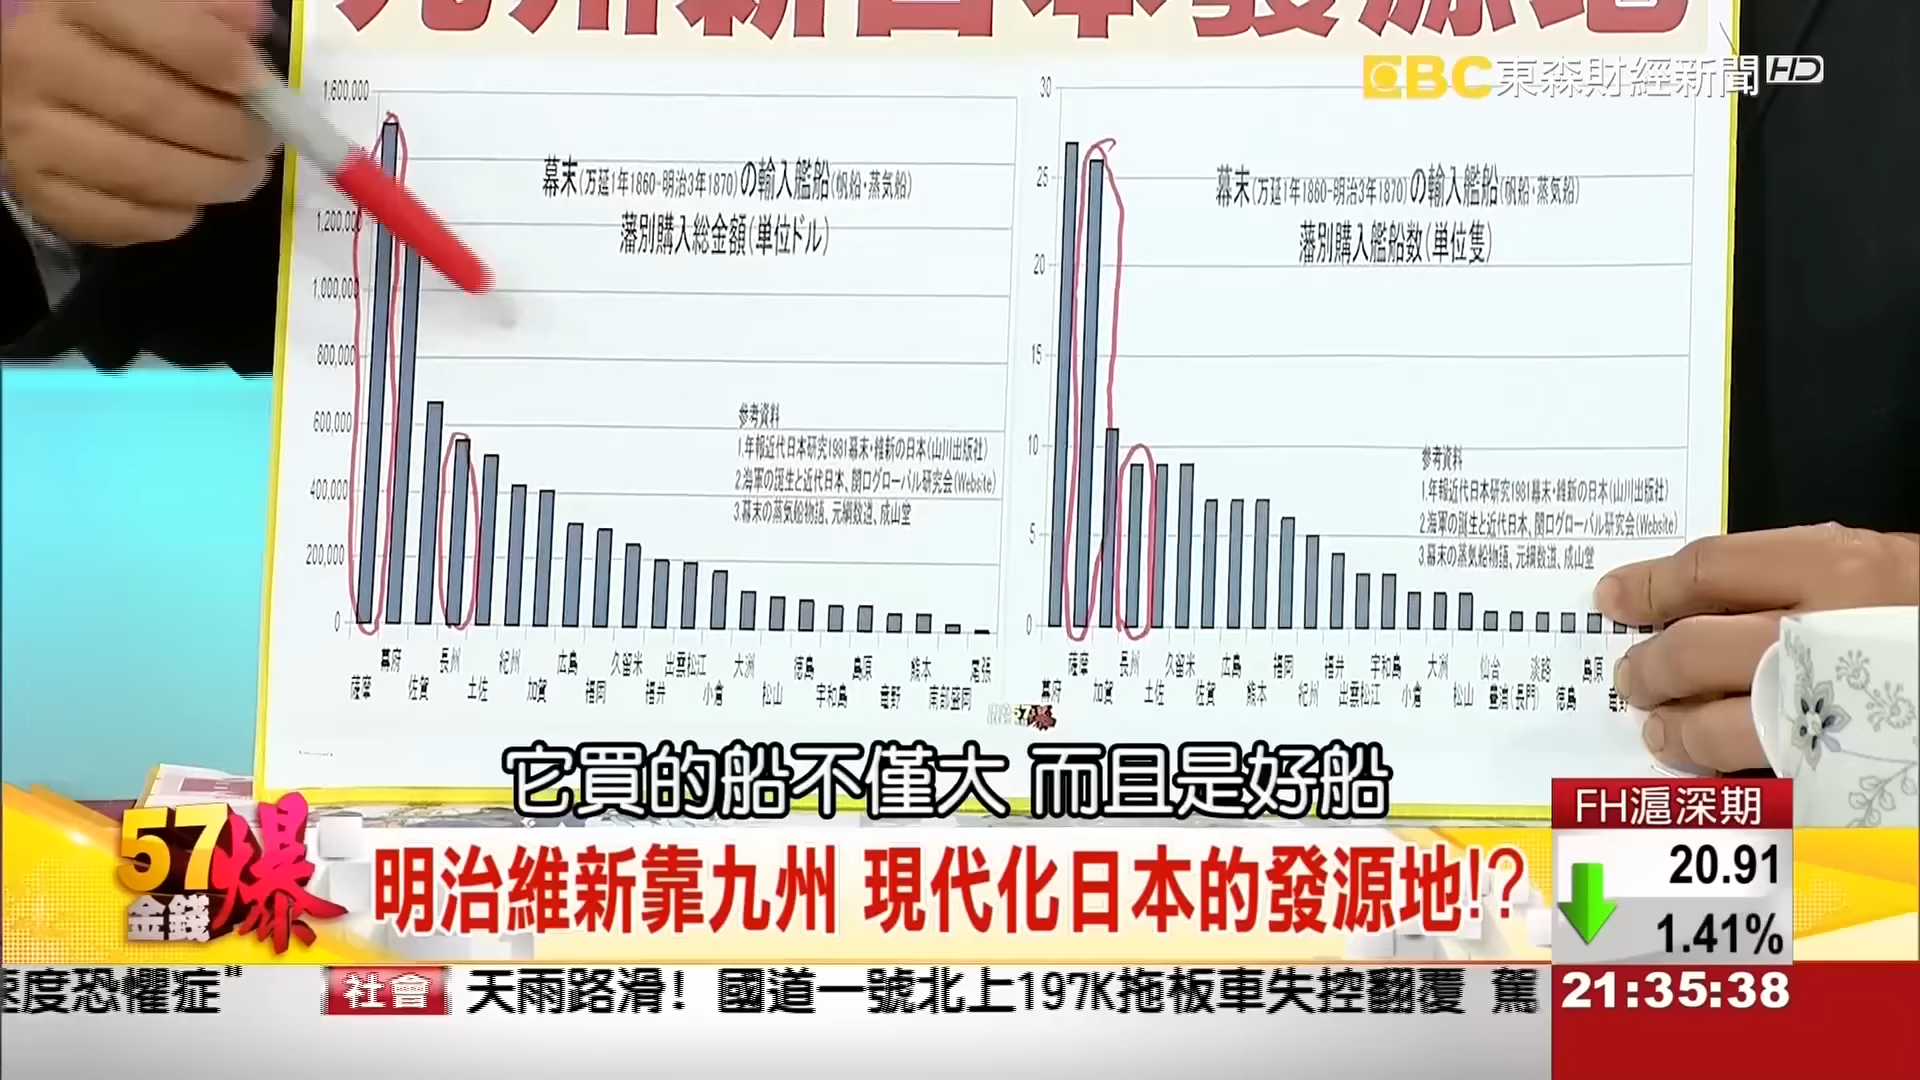 九州新日本發源地
EBC 東森財經新聞 HD
1,600,000
1,200,000
1,000,000
800,000
600,000
400,000
200,000
0
幕末(万延1年1860-明治3年1870)の輸入艦船(帆船・蒸気船)
藩別購入総金額(単位ドル)
参考資料
1.年報近代日本研究1981幕末・維新の日本(山川出版社)
2.海軍の誕生と近代日本、関口グローバル研究会(Website)
3.幕末の蒸気船物語、元綱数道、成山堂
幕府 長州 紀州 広島 久留米 出雲松江 大洲 徳島 島原 熊本 尾張
薩摩 佐賀 土佐 加賀 福岡 福井 小倉 松山 宇和島 竜野 南部盛岡
30
25
20
15
10
5
0
幕末(万延1年1860-明治3年1870)の輸入艦船(帆船・蒸気船)
藩別購入艦船数(単位隻)
参考資料
1.年報近代日本研究1981幕末・維新の日本(山川出版社)
2.海軍の誕生と近代日本、関口グローバル研究会(Website)
3.幕末の蒸気船物語、元綱数道、成山堂
薩摩 長州 久留米 広島 福岡 福井 宇和島 大洲 仙台 淡路 島原
幕府 加賀 土佐 佐賀 熊本 紀州 出雲松江 小倉 松山 豊浦(長門) 徳島
它買的船不僅大 而且是好船
57金錢爆
明治維新靠九州 現代化日本的發源地!?
FH滬深期
20.91
1.41%
速度恐懼症" 社會 天雨路滑! 國道一號北上197K拖板車失控翻覆 駕
21:35:38